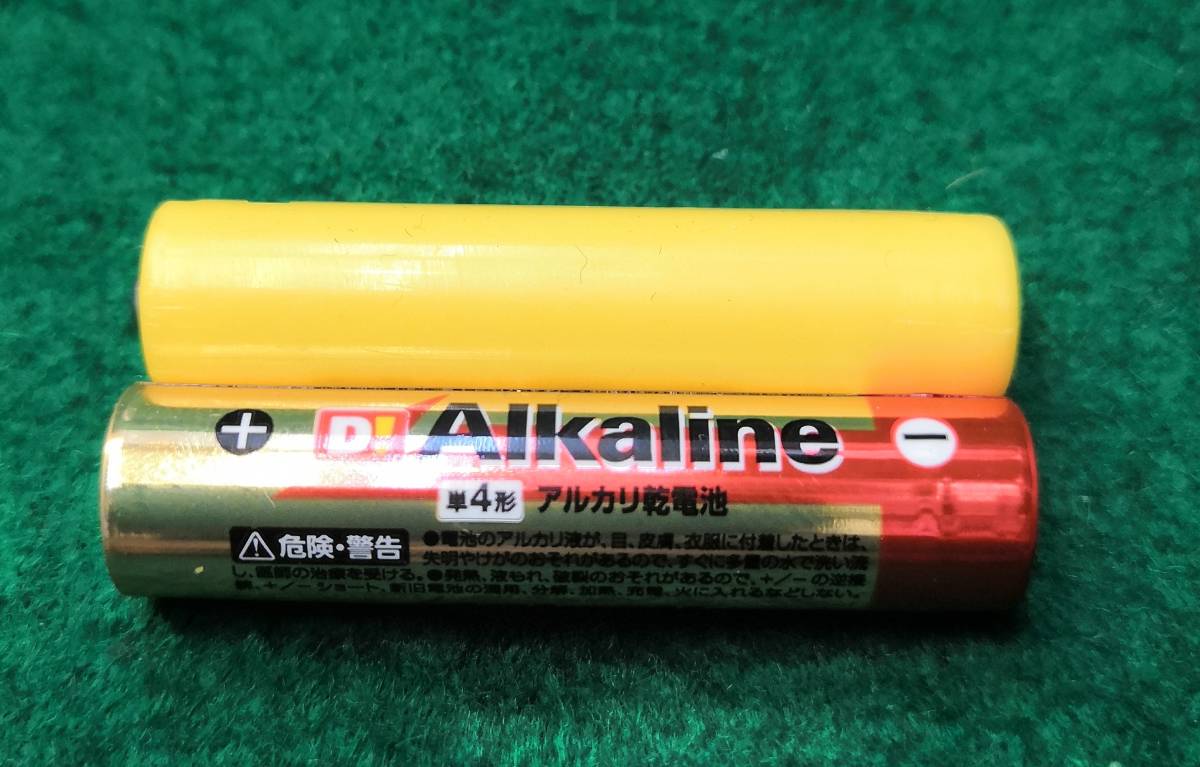 + D! Alkaline −
単4形 アルカリ乾電池
危険・警告 ●電池のアルカリ液が、目、皮膚、衣服に付着したときは、
失明やけがのおそれがあるので、すぐに多量の水で洗い流
し、医師の治療を受ける。●発熱、液もれ、破裂のおそれがあるので、+/−の逆接
続、+/−ショート、新旧電池の混用、分解、加熱、充電、火に入れるなどしない。